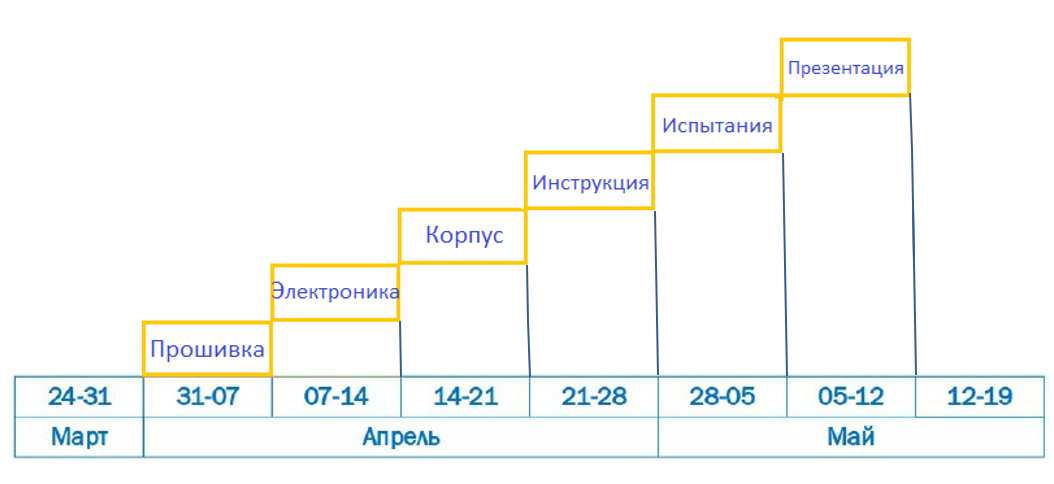 Презентация
Испытания
Инструкция
Корпус
Электроника
Прошивка
24-31 31-07 07-14 14-21 21-28 28-05 05-12 12-19
Март Апрель Май